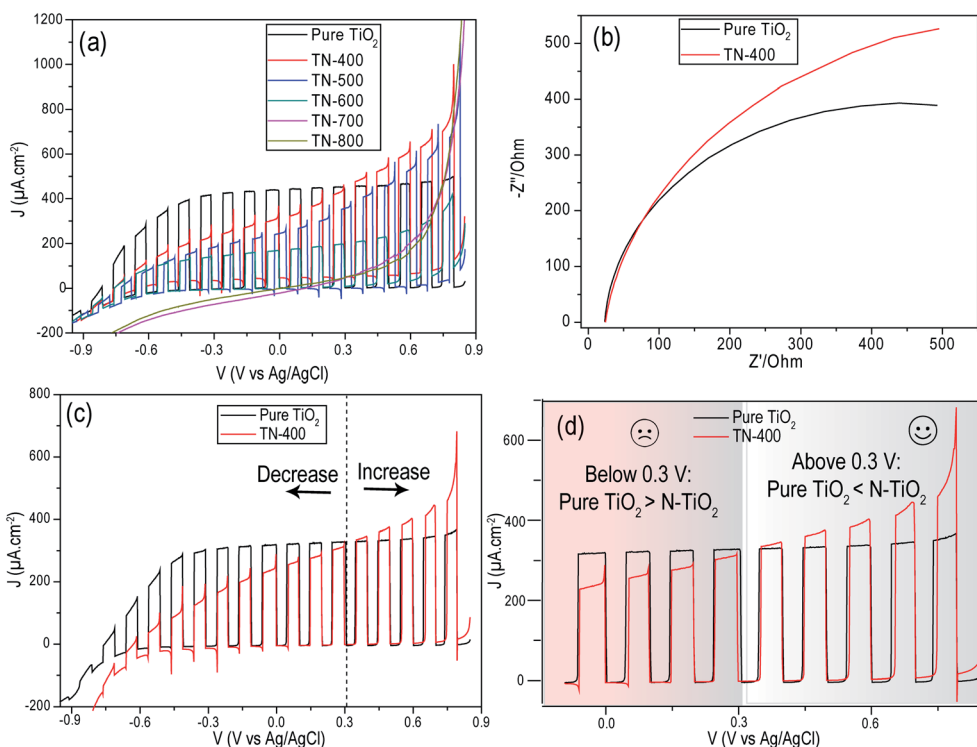 (a)
Pure TiO₂
TN-400
TN-500
TN-600
TN-700
TN-800
1200
1000
800
600
400
200
0
-200
J (μA.cm⁻²)
-0.9 -0.6 -0.3 0.0 0.3 0.6 0.9
V (V vs Ag/AgCl)
(b)
Pure TiO₂
TN-400
500
400
300
200
100
0
-Z"/Ohm
0 100 200 300 400 500
Z'/Ohm
(c)
Pure TiO₂
TN-400
Decrease Increase
800
600
400
200
0
-200
J (μA.cm⁻²)
-0.9 -0.6 -0.3 0.0 0.3 0.6 0.9
V (V vs Ag/AgCl)
(d)
Pure TiO₂
TN-400
Below 0.3 V:
Pure TiO₂ > N-TiO₂
Above 0.3 V:
Pure TiO₂ < N-TiO₂
600
400
200
0
J (μA.cm⁻²)
0.0 0.3 0.6
V (V vs Ag/AgCl)